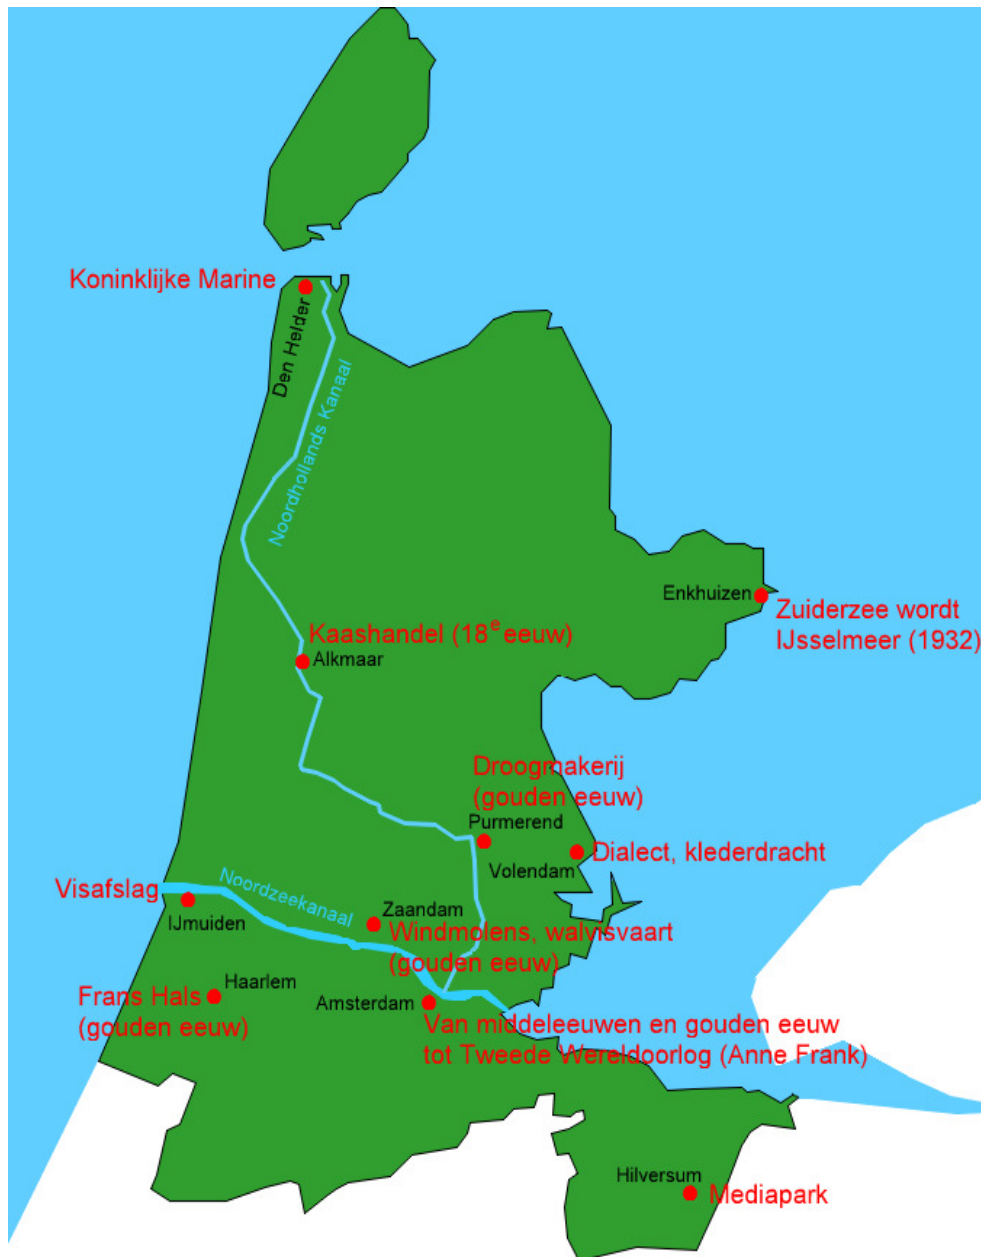 Koninklijke Marine
Den Helder
Noordhollands Kanaal
Enkhuizen
Zuiderzee wordt
IJsselmeer (1932)
Kaashandel (18e eeuw)
Alkmaar
Droogmakerij
(gouden eeuw)
Purmerend
Volendam
Dialect, klederdracht
Visafslag
Noordzeekanaal
IJmuiden
Zaandam
Windmolens, walvisvaart
(gouden eeuw)
Haarlem
Frans Hals
(gouden eeuw)
Amsterdam
Van middeleeuwen en gouden eeuw
tot Tweede Wereldoorlog (Anne Frank)
Hilversum
Mediapark